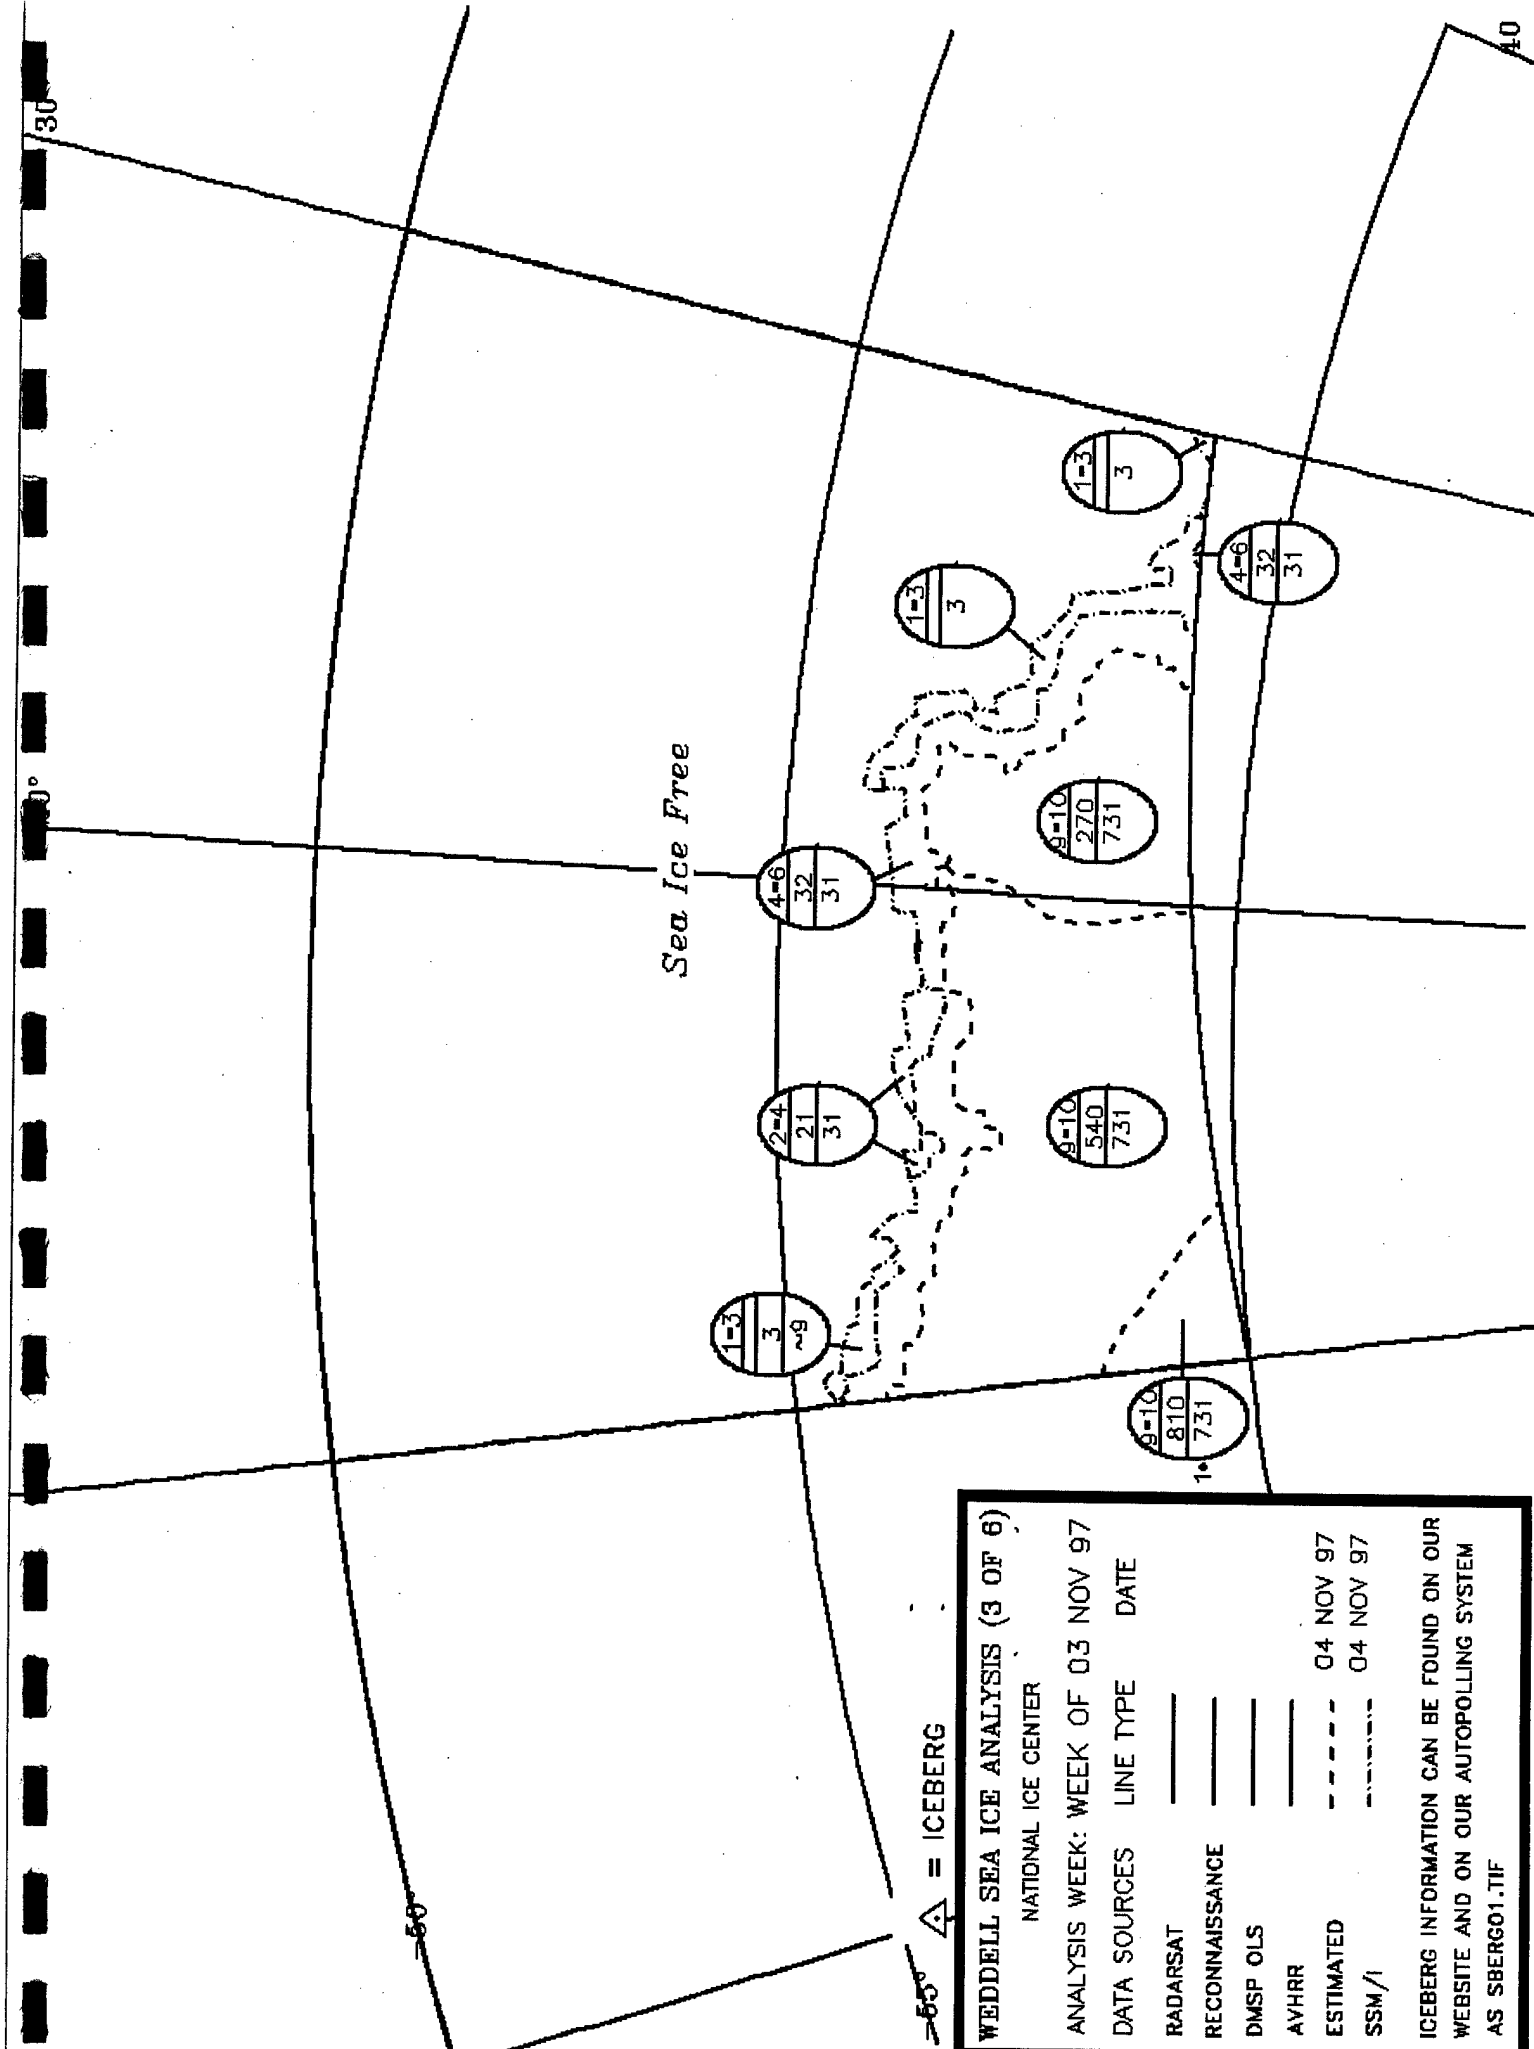 30
40
Sea Ice Free
1-3
3
~9
2-4
21
31
4-6
32
31
1-3
3
1-3
3
4-6
32
31
9-10
270
731
9-10
540
731
9-10
810
731
1•
= ICEBERG
WEDDELL SEA ICE ANALYSIS (3 OF 6)
NATIONAL ICE CENTER
ANALYSIS WEEK: WEEK OF 03 NOV 97
DATA SOURCES LINE TYPE DATE
RADARSAT
RECONNAISSANCE
DMSP OLS
AVHRR
ESTIMATED 04 NOV 97
SSM/I 04 NOV 97
ICEBERG INFORMATION CAN BE FOUND ON OUR
WEBSITE AND ON OUR AUTOPOLLING SYSTEM
AS SBERG01.TIF